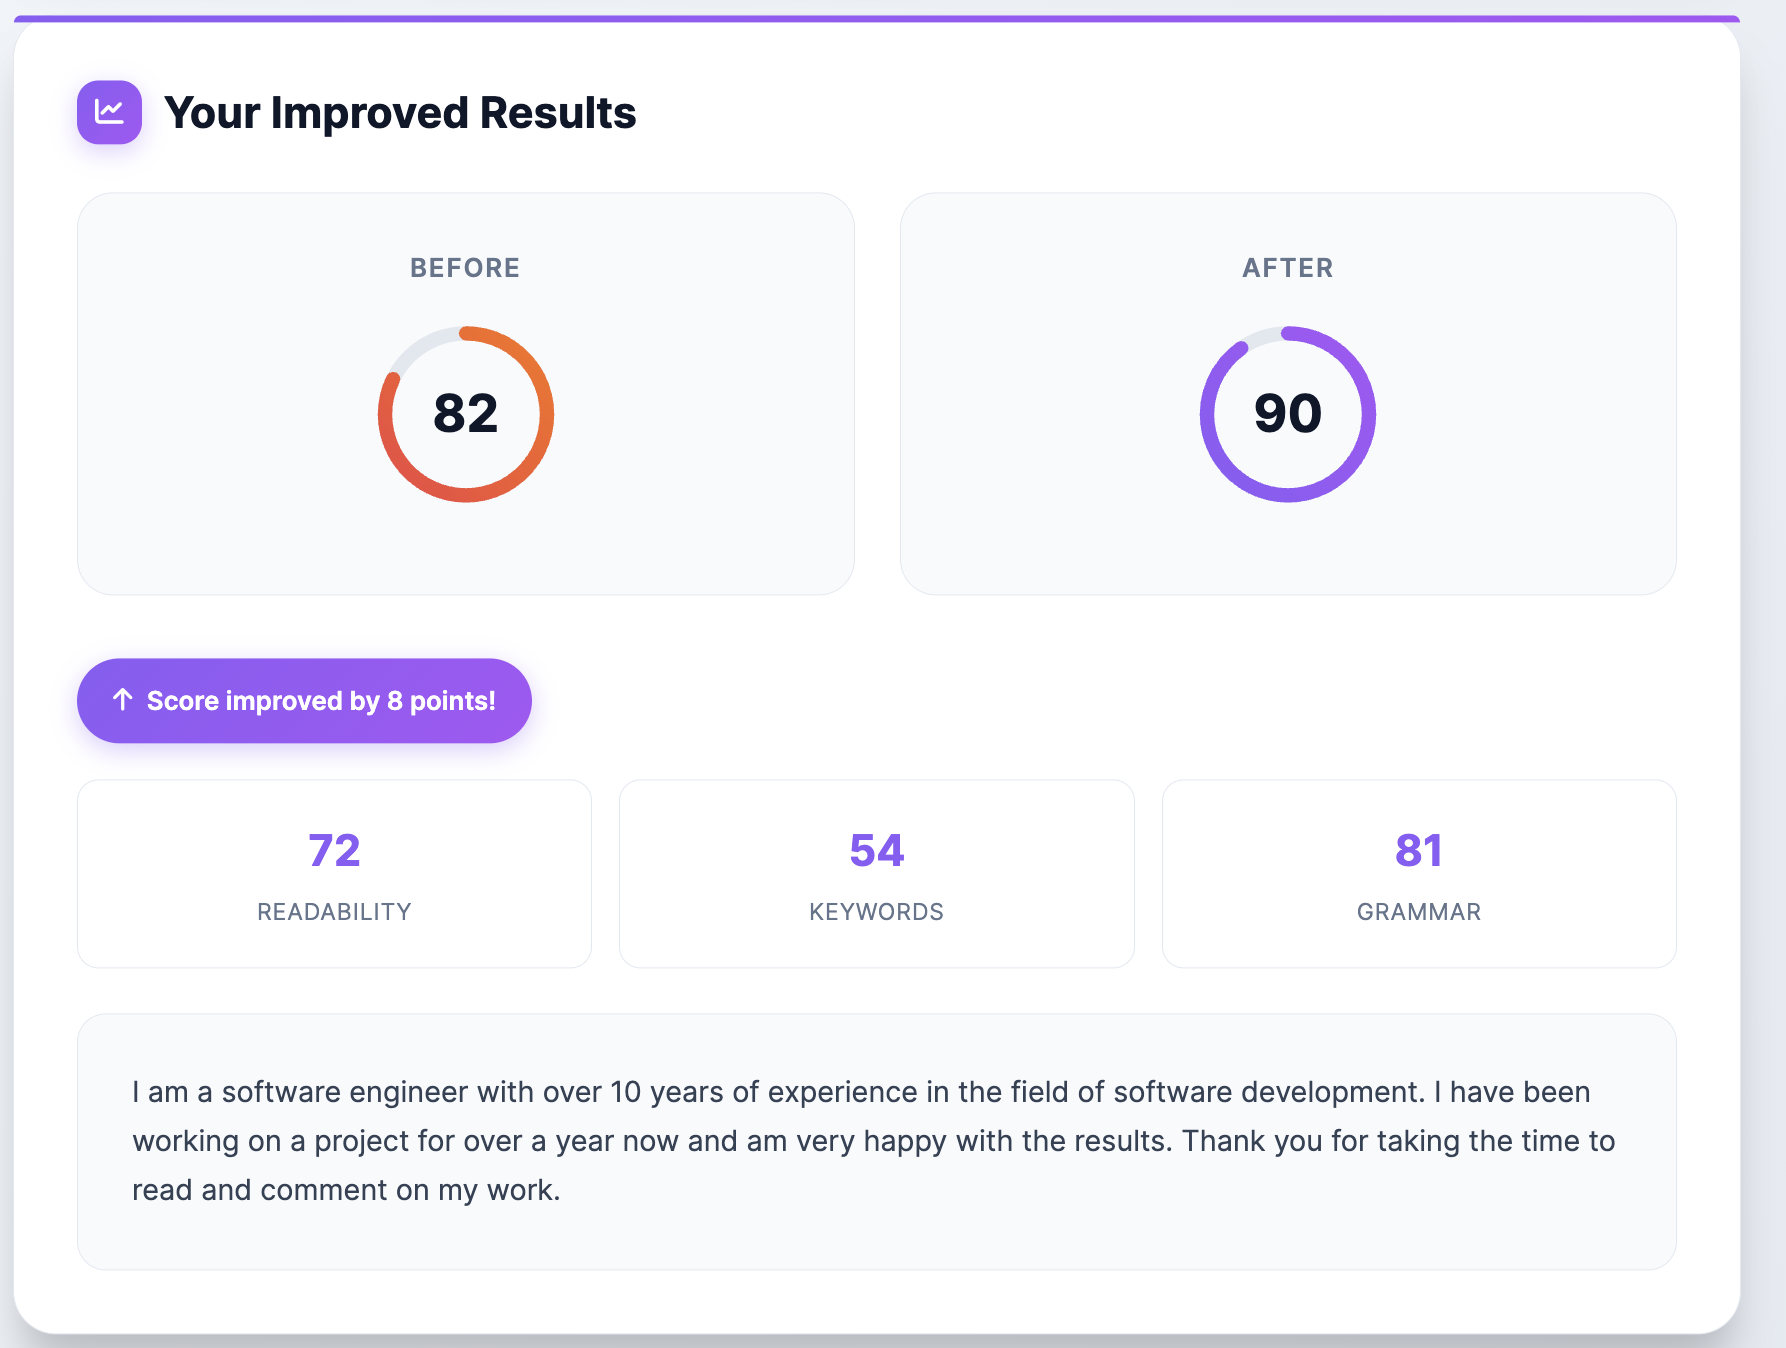 Your Improved Results
BEFORE
AFTER
82
90
Score improved by 8 points!
72
54
81
READABILITY
KEYWORDS
GRAMMAR
I am a software engineer with over 10 years of experience in the field of software development. I have been
working on a project for over a year now and am very happy with the results. Thank you for taking the time to
read and comment on my work.